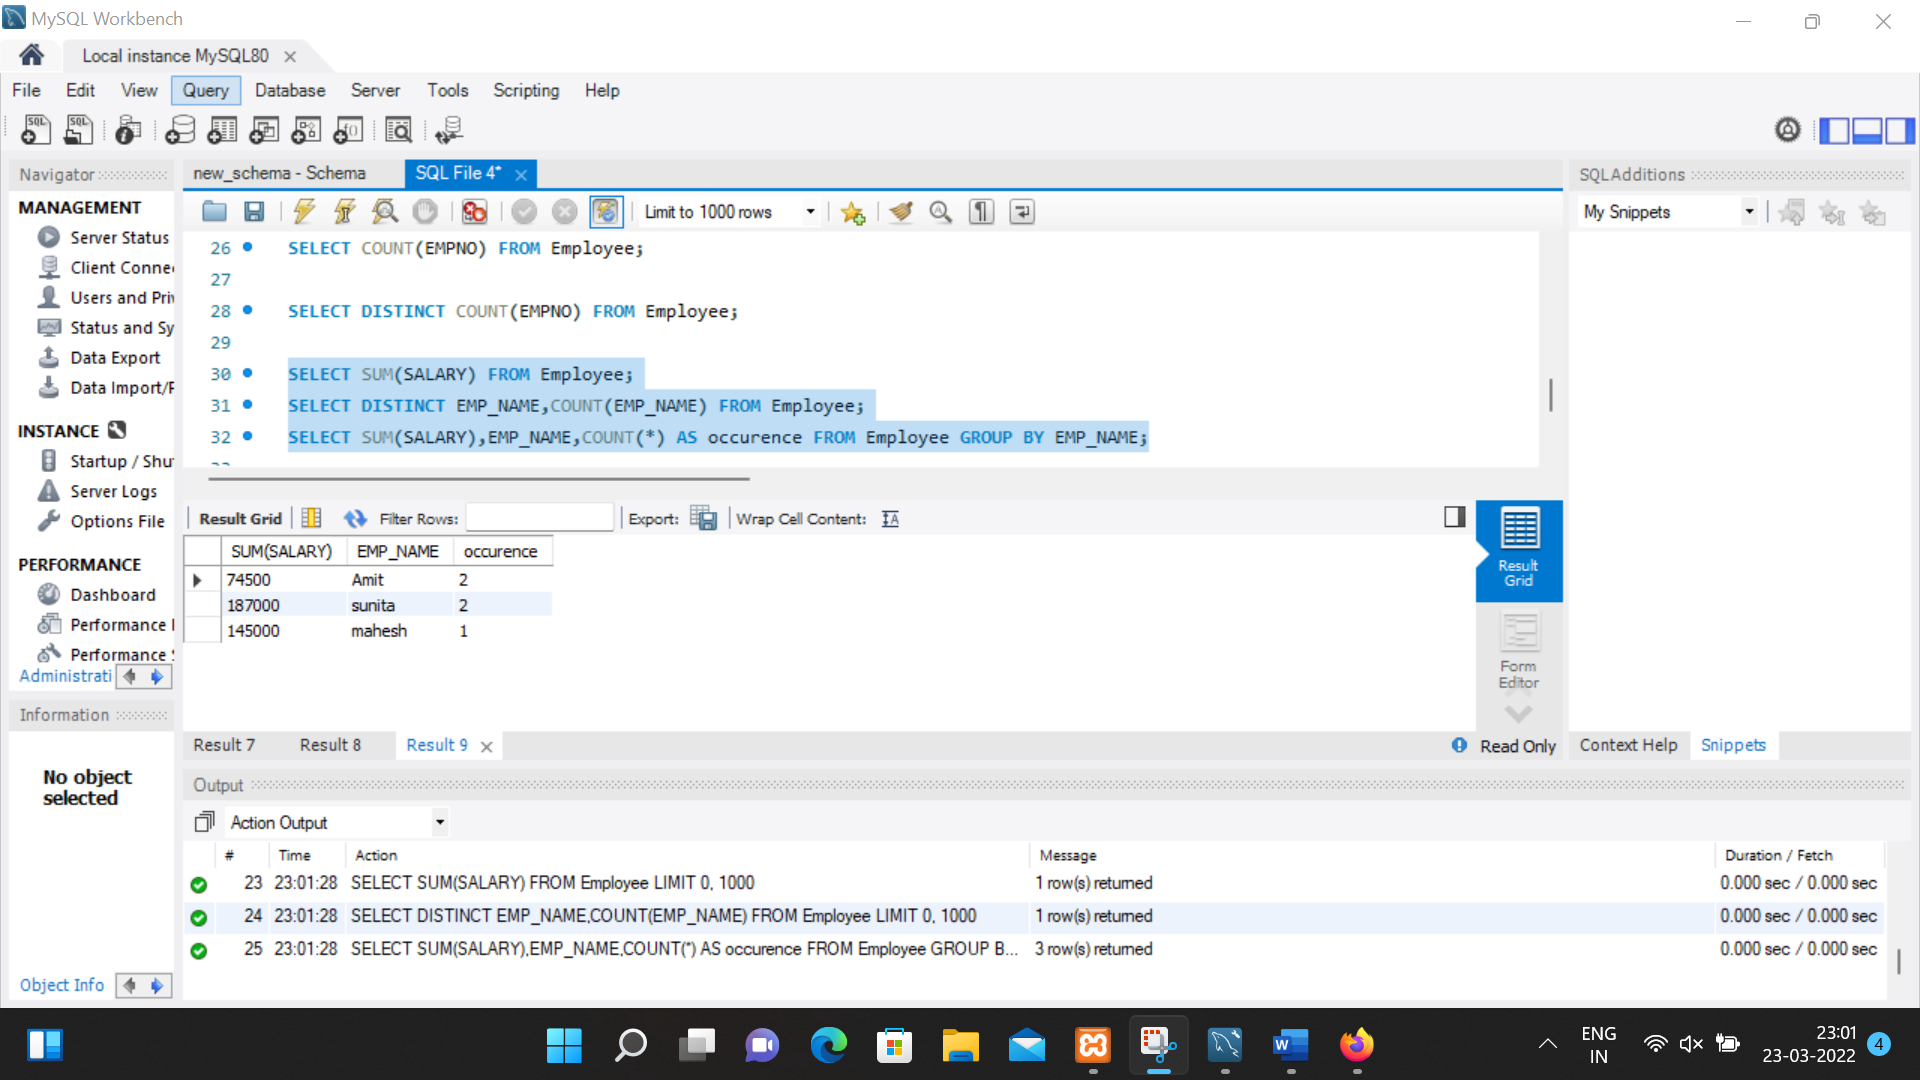 MySQL Workbench
Local instance MySQL80
File Edit View Query Database Server Tools Scripting Help
Navigator
MANAGEMENT
Server Status
Client Conne
Users and Pri
Status and Sy
Data Export
Data Import/
INSTANCE
Startup / Shu
Server Logs
Options File
PERFORMANCE
Dashboard
Performance
Performance
Administrati
Information
No object
selected
Object Info
new_schema - Schema
SQL File 4*
Limit to 1000 rows
26 SELECT COUNT(EMPNO) FROM Employee;
27
28 SELECT DISTINCT COUNT(EMPNO) FROM Employee;
29
30 SELECT SUM(SALARY) FROM Employee;
31 SELECT DISTINCT EMP_NAME,COUNT(EMP_NAME) FROM Employee;
32 SELECT SUM(SALARY),EMP_NAME,COUNT(*) AS occurence FROM Employee GROUP BY EMP_NAME;
Result Grid Filter Rows: Export: Wrap Cell Content:
SUM(SALARY) EMP_NAME occurence
74500 Amit 2
187000 sunita 2
145000 mahesh 1
Result
Grid
Form
Editor
Result 7 Result 8 Result 9
Read Only
SQLAdditions
My Snippets
Context Help Snippets
Output
Action Output
# Time Action Message Duration / Fetch
23 23:01:28 SELECT SUM(SALARY) FROM Employee LIMIT 0, 1000 1 row(s) returned 0.000 sec / 0.000 sec
24 23:01:28 SELECT DISTINCT EMP_NAME,COUNT(EMP_NAME) FROM Employee LIMIT 0, 1000 1 row(s) returned 0.000 sec / 0.000 sec
25 23:01:28 SELECT SUM(SALARY),EMP_NAME,COUNT(*) AS occurence FROM Employee GROUP B... 3 row(s) returned 0.000 sec / 0.000 sec
ENG
IN
23:01
23-03-2022
4